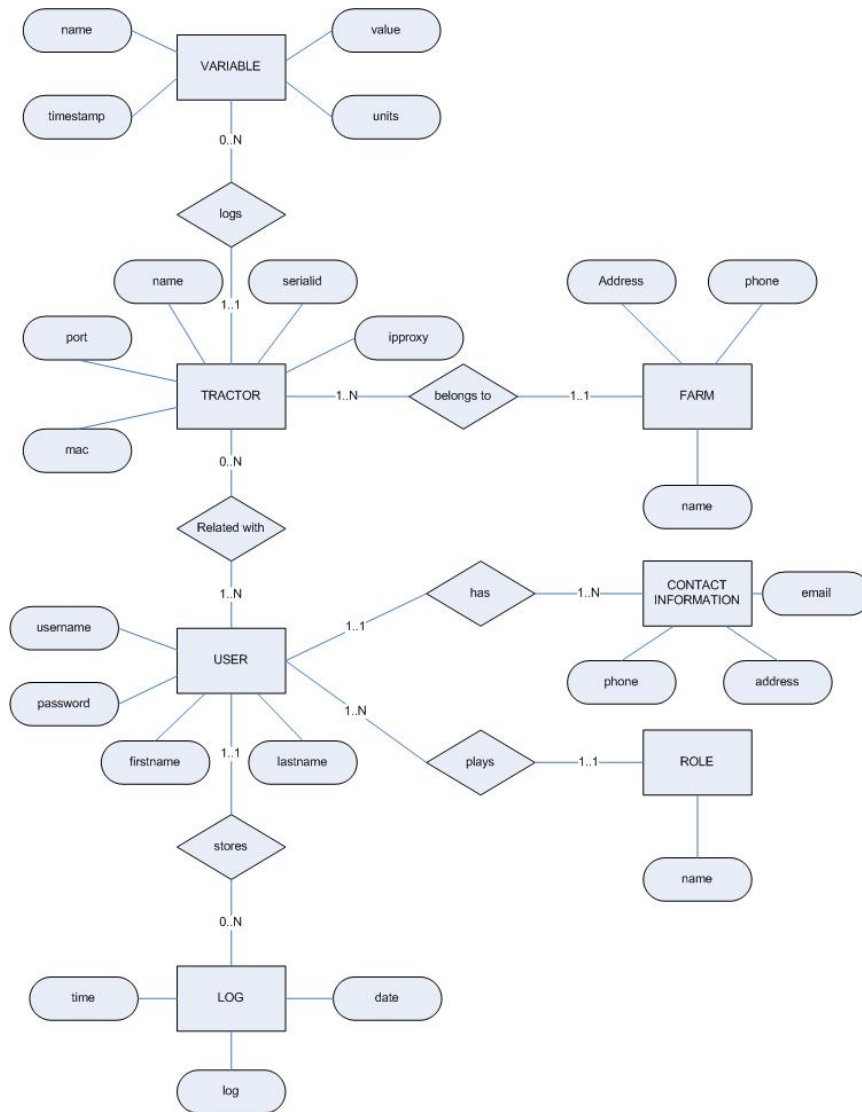 name
value
VARIABLE
timestamp
units
0..N
logs
name
serialid
Address
phone
1..1
port
ipproxy
TRACTOR
1..N
belongs to
1..1
FARM
mac
0..N
name
Related with
CONTACT
INFORMATION
email
has
1..N
1..N
username
1..1
USER
phone
address
password
1..N
1..1
firstname
lastname
plays
1..1
ROLE
stores
name
0..N
time
LOG
date
log